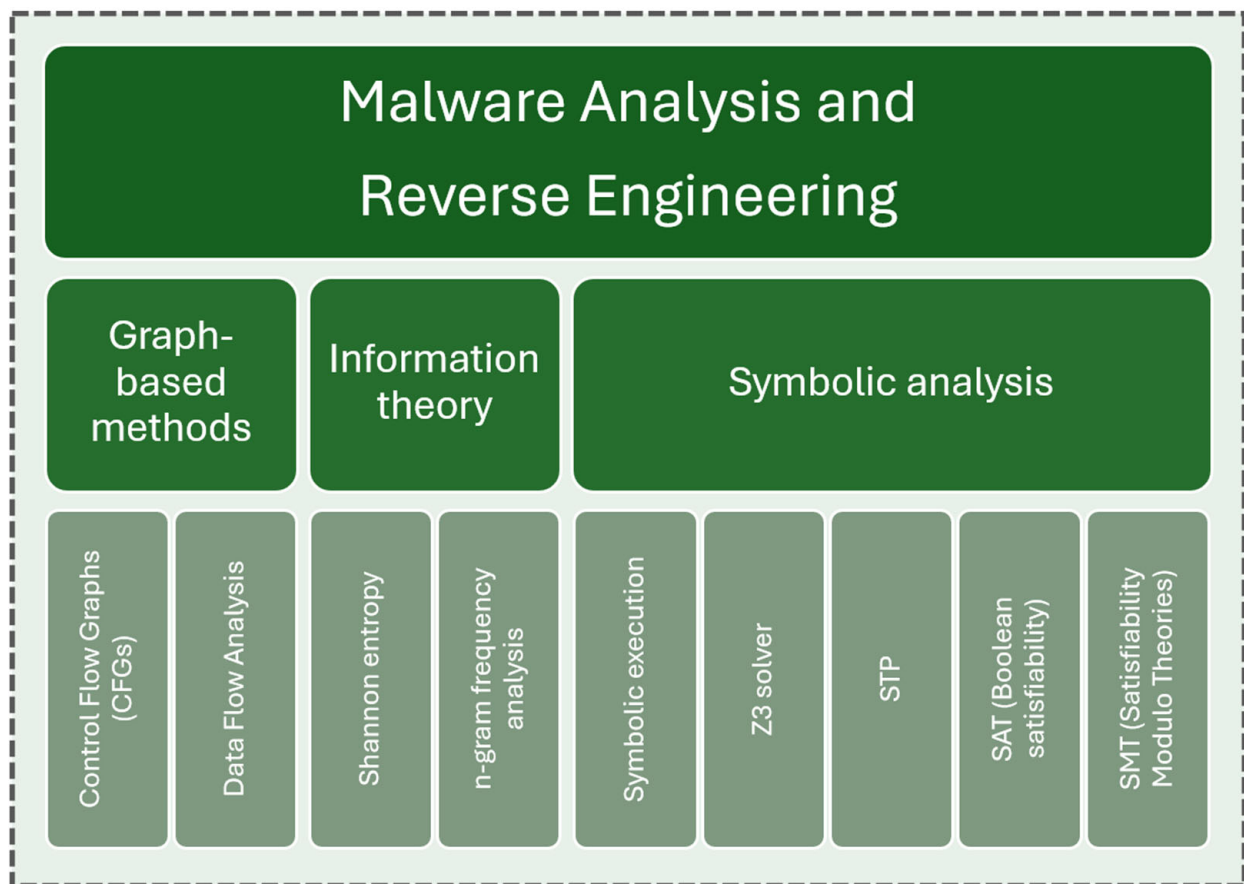 Malware Analysis and
Reverse Engineering
Graph-
based
methods
Information
theory
Symbolic analysis
Control Flow Graphs
(CFGs)
Data Flow Analysis
Shannon entropy
n-gram frequency
analysis
Symbolic execution
Z3 solver
STP
SAT (Boolean
satisfiability)
SMT (Satisfiability
Modulo Theories)